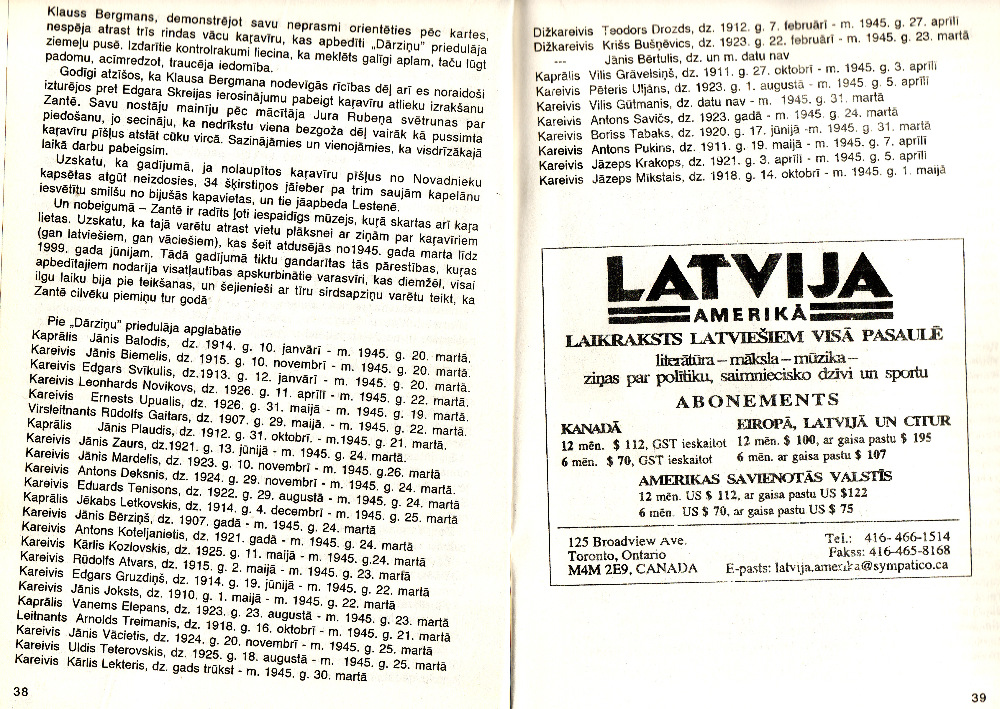 Klauss Bergmans, demonstrējot savu neprasmi orientēties pēc kartes,
nespēja atrast trīs rindas vācu kaŗavīru, kas apbedīti „Dārziņu" priedulāja
ziemeļu pusē. Izdarītie kontrolrakumi liecina, ka meklēts galīgi aplam, taču lūgt
padomu, acīmredzot, traucēja iedomība.
Godīgi atzīšos, ka Klausa Bergmana nodevīgās rīcības dēļ arī es noraidoši
izturējos pret Edgara Skreijas ierosinājumu pabeigt kaŗavīru atlieku izrakšanu
Zantē. Savu nostāju mainīju pēc mācītāja Jura Rubeņa svētrunas par
piedošanu, jo secināju, ka nedrīkstu viena bezgoža dēļ vairāk kā pussimta
kaŗavīru pīšļus atstāt cūku vircā. Sazinājāmies un vienojāmies, ka visdrīzākajā
laikā darbu pabeigsim.
Uzskatu, ka gadījumā, ja nolaupītos kaŗavīru pīšļus no Novadnieku
kapsētas atgūt neizdosies, 34 šķirstiņos jāieber pa trim saujām kapelānu
iesvētītu smilšu no bijušās kapavietas, un tie jāapbeda Lestenē.
Un nobeigumā – Zantē ir radīts ļoti iespaidīgs mūzejs, kuŗā skartas arī kaŗa
lietas. Uzskatu, ka tajā varētu atrast vietu plāksnei ar ziņām par kaŗavīriem
(gan latviešiem, gan vāciešiem), kas šeit atdusējās no1945. gada marta līdz
1999. gada jūnijam. Tādā gadījumā tiktu gandarītas tās pārestības, kuŗas
apbedītajiem nodarīja visatļautības apskurbinātie varasvīri, kas diemžēl, visai
ilgu laiku bija pie teikšanas, un šejienieši ar tīru sirdsapziņu varētu teikt, ka
Zantē cilvēku piemiņu tur godā
Pie „Dārziņu" priedulāja apglabātie
Kaprālis Jānis Balodis, dz. 1914. g. 10. janvārī - m. 1945. g. 20. martā.
Kareivis Jānis Biemelis, dz. 1915. g. 10. novembrī - m. 1945. g. 20. martā.
Kareivis Edgars Svīkulis, dz.1913. g. 12. janvārī - m. 1945. g. 20. martā.
Kareivis Leonhards Novikovs, dz. 1926. g. 11. aprīlī - m. 1945. g. 22. martā.
Kareivis Ernests Upualis, dz. 1926. g. 31. maijā - m. 1945. g. 19. martā.
Virsleitnants Rūdolfs Gaitars, dz. 1907. g. 29. maijā. - m. 1945. g. 22. martā.
Kaprālis Jānis Plaudis, dz. 1912. g. 31. oktobrī. - m.1945. g. 21. martā.
Kareivis Jānis Zaurs, dz.1921. g. 13. jūnijā - m. 1945. g. 24. martā.
Kareivis Jānis Mardelis, dz. 1923. g. 10. novembrī - m. 1945. g.26. martā
Kareivis Antons Deksnis, dz. 1924. g. 29. novembrī - m. 1945. g. 24. martā.
Kareivis Eduards Tenisons, dz. 1922. g. 29. augustā - m. 1945. g. 24. martā
Kaprālis Jēkabs Letkovskis, dz. 1914. g. 4. decembrī - m. 1945. g. 25. martā
Kareivis Jānis Bērziņš, dz. 1907. gadā - m. 1945. g. 24. martā
Kareivis Antons Koteljanietis, dz. 1921. gadā - m. 1945. g. 24. martā
Kareivis Kārlis Kozlovskis, dz. 1925. g. 11. maijā - m. 1945. g.24. martā
Kareivis Rūdolfs Atvars, dz. 1915. g. 2. maijā - m. 1945. g. 23. martā
Kareivis Edgars Gruzdiņš, dz. 1914. g. 19. jūnijā - m. 1945. g. 22. martā
Kareivis Jānis Joksts, dz. 1910. g. 1. maijā - m. 1945. g. 22. martā
Kaprālis Vanems Elepans, dz. 1923. g. 23. augustā - m. 1945. g. 23. martā
Leitnants Arnolds Treimanis, dz. 1918. g. 16. oktobrī - m. 1945. g. 21. martā
Kareivis Jānis Vācietis, dz. 1924. g. 20. novembrī - m. 1945. g. 25. martā
Kareivis Uldis Teterovskis, dz. 1925. g. 18. augustā - m. 1945. g. 25. martā
Kareivis Kārlis Lekteris, dz. gads trūkst - m. 1945. g. 30. martā
38
Dižkareivis Teodors Drozds, dz. 1912. g. 7. februārī - m. 1945. g. 27. aprīlī
Dižkareivis Krišs Bušņēvics, dz. 1923. g. 22. februārī - m. 1945. g. 23. martā
--- Jānis Bērtulis, dz. un m. datu nav
Kaprālis Vilis Grāvelsiņš, dz. 1911. g. 27. oktobrī - m. 1945. g. 3. aprīlī
Kareivis Pēteris Uljāns, dz. 1923. g. 1. augustā - m. 1945. g. 5. aprīlī
Kareivis Vilis Gūtmanis, dz. datu nav - m. 1945. g. 31. martā
Kareivis Antons Savičs, dz. 1923. gadā - m. 1945. g. 24. martā
Kareivis Boriss Tabaks, dz. 1920. g. 17. jūnijā -m. 1945. g. 31. martā
Kareivis Antons Pukins, dz. 1911. g. 19. maijā - m. 1945. g. 7. aprīlī
Kareivis Jāzeps Krakops, dz. 1921. g. 3. aprīlī - m. 1945. g. 5. aprīlī
Kareivis Jāzeps Mikstais, dz. 1918. g. 14. oktobrī - m. 1945. g. 1. maijā
LATVIJA
AMERIKĀ
LAIKRAKSTS LATVIEŠIEM VISĀ PASAULĒ
literātūra – māksla – mūzika –
ziņas par polītiku, saimniecisko dzīvi un sportu
ABONEMENTS
KANADĀ
12 mēn. $ 112, GST ieskaitot
6 mēn. $ 70, GST ieskaitot
EIROPĀ, LATVIJĀ UN CITUR
12 mēn. $ 100, ar gaisa pastu $ 195
6 mēn. ar gaisa pastu $ 107
AMERIKAS SAVIENOTĀS VALSTĪS
12 mēn. US $ 112, ar gaisa pastu US $122
6 mēn. US $ 70, ar gaisa pastu US $ 75
125 Broadview Ave.
Toronto, Ontario
M4M 2E9, CANADA
Tel.: 416- 466-1514
Fakss: 416-465-8168
E-pasts: latvija.amerika@sympatico.ca
39